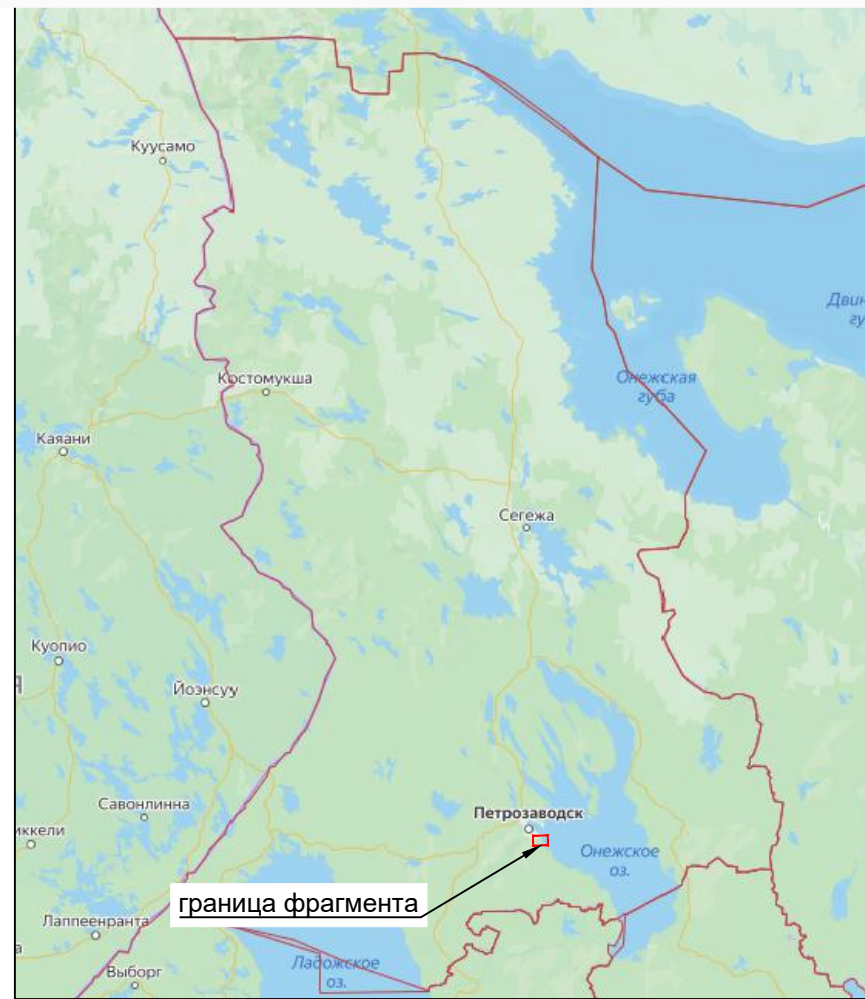 Куусамо
Двин
гу
Костомукша
Онежская
губа
Каяани
Сегежа
Куопио
Я
Йоэнсуу
Савонлинна
Петрозаводск
иккели
Онежское
оз.
граница фрагмента
Лаппеенранта
а
Ладожское
оз.
Выборг